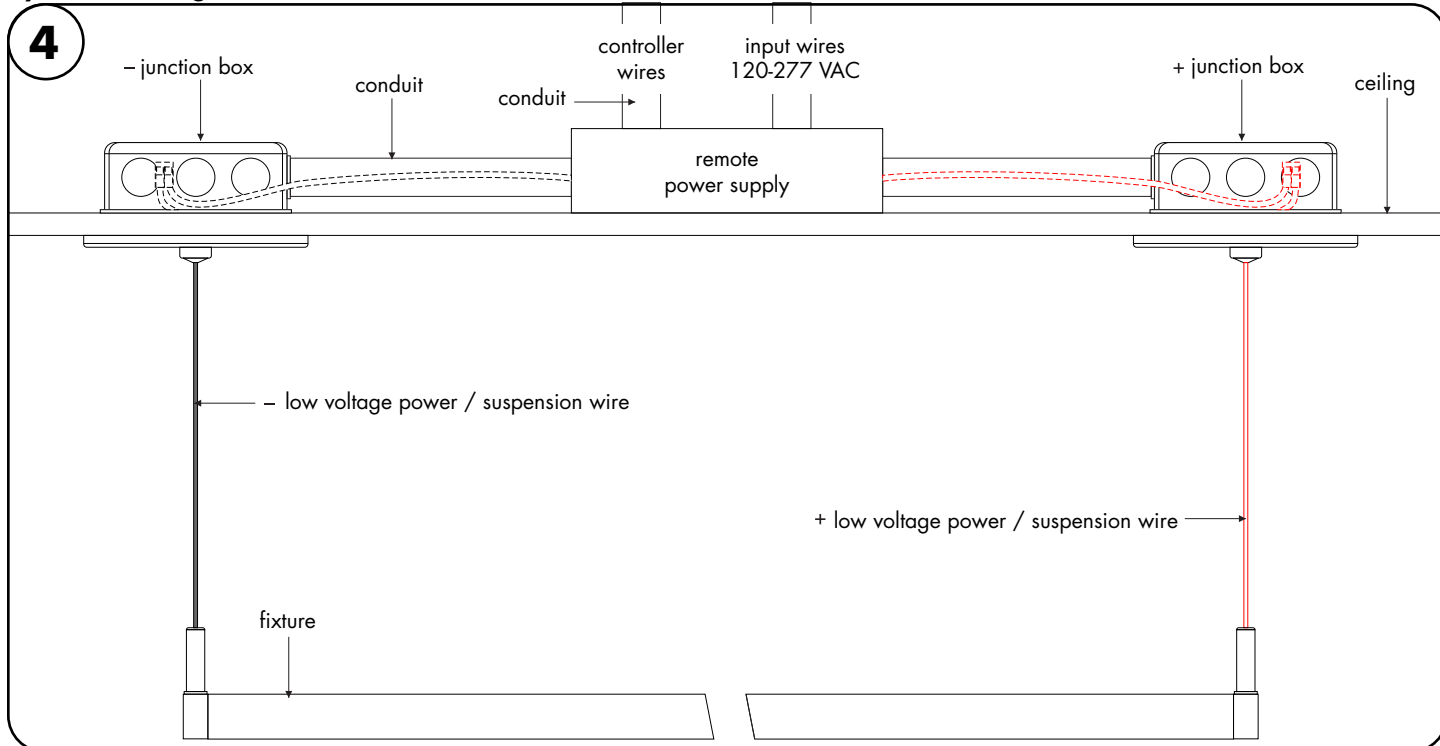 4
– junction box
conduit
controller
wires
conduit
input wires
120-277 VAC
+ junction box
ceiling
remote
power supply
– low voltage power / suspension wire
+ low voltage power / suspension wire
fixture